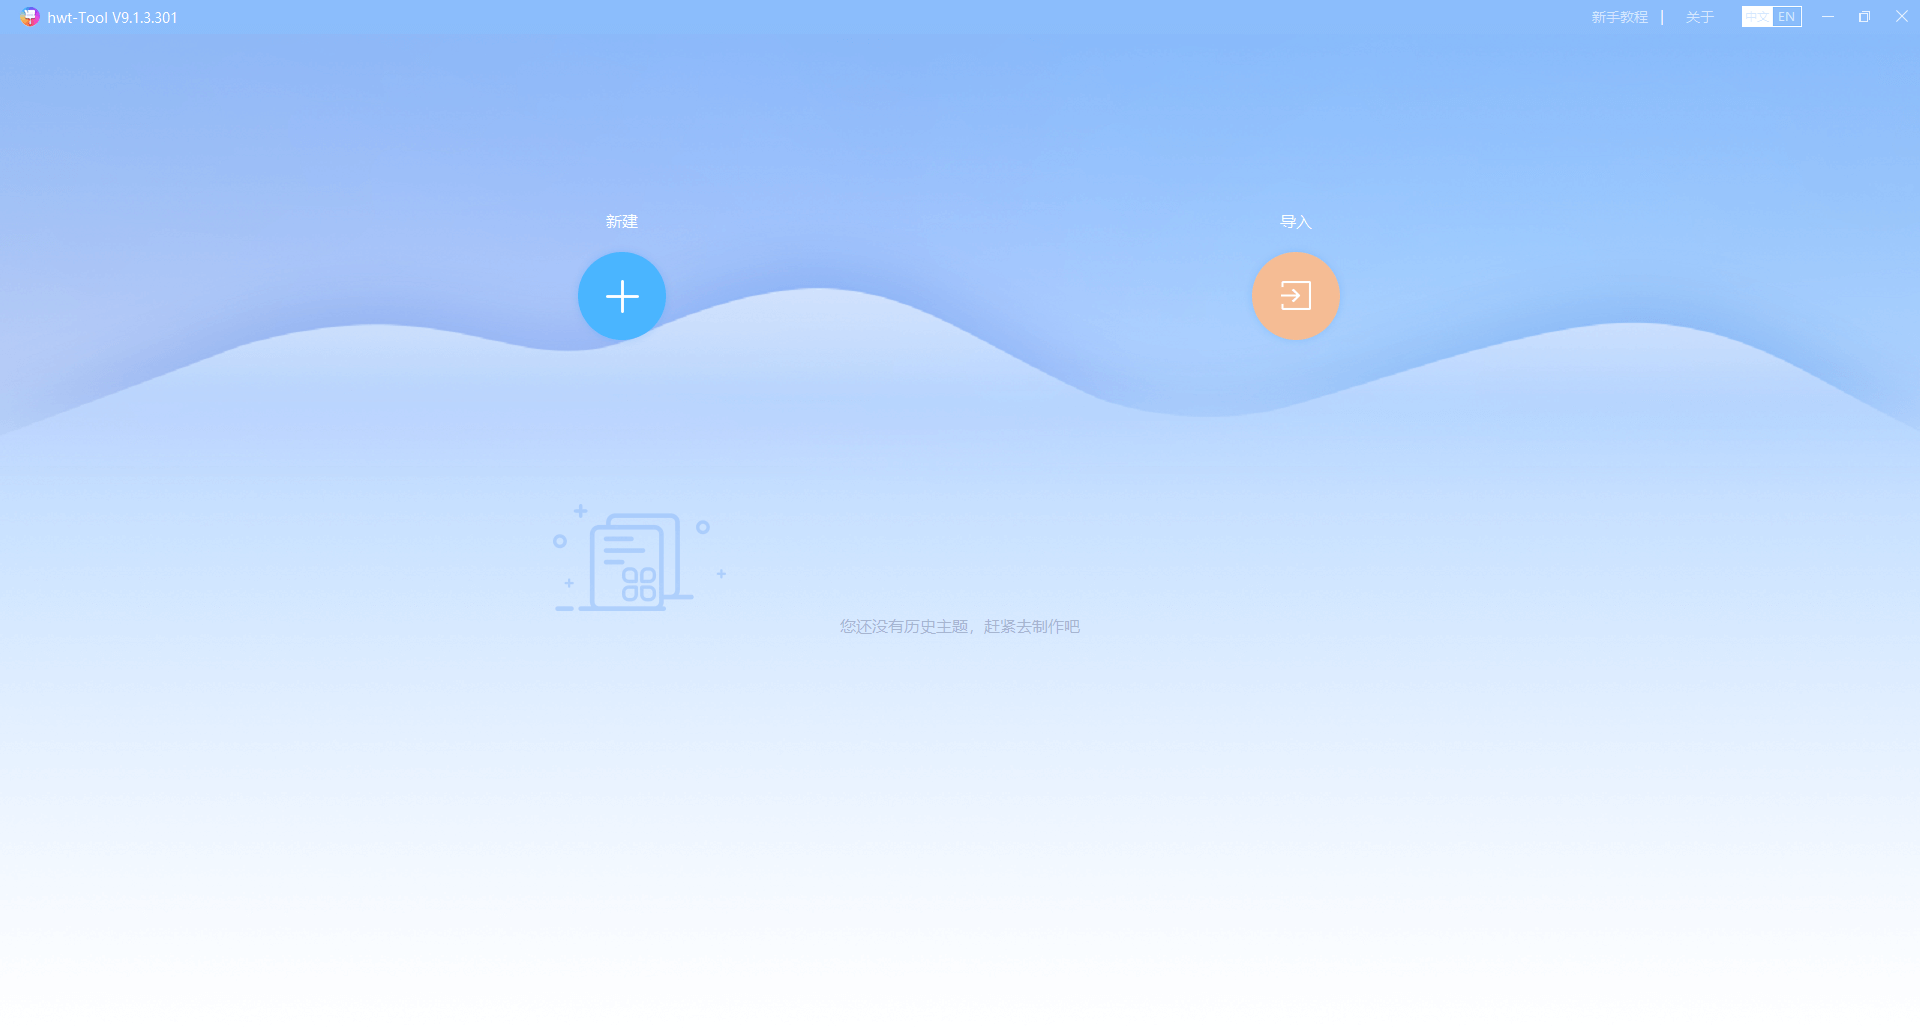 hwt-Tool V9.1.3.301
新手教程 | 关于 中文 EN
新建
导入
您还没有历史主题，赶紧去制作吧